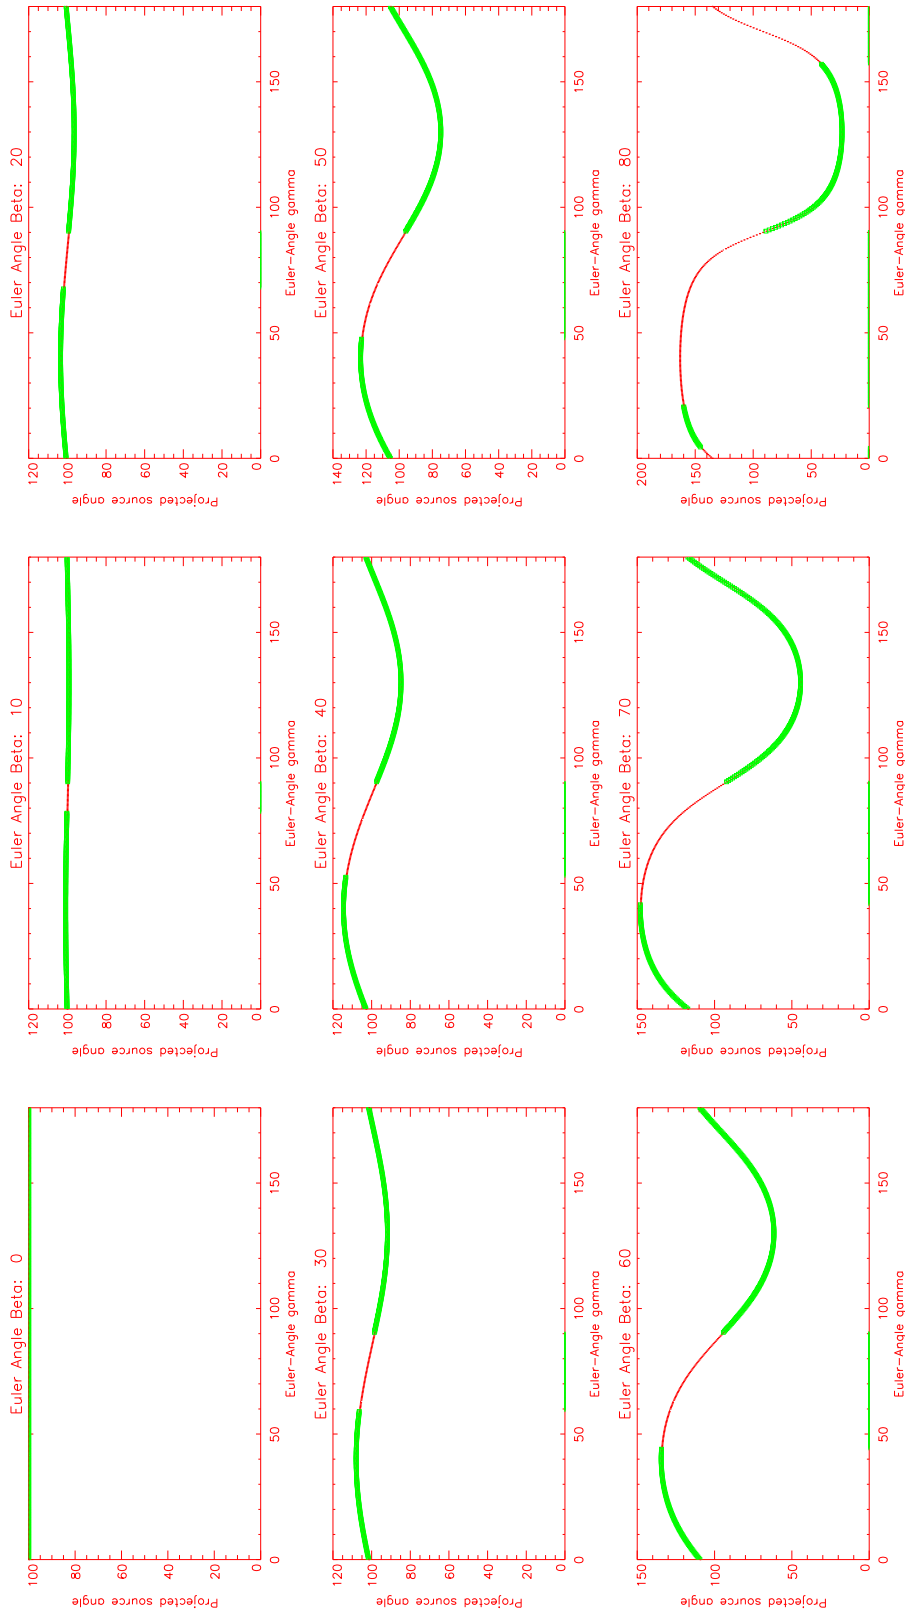 Euler Angle Beta: 0
Projected source angle
100
80
60
40
20
0
0 50 100 150
Euler-Angle gamma
Euler Angle Beta: 10
Projected source angle
120
100
80
60
40
20
0
0 50 100 150
Euler-Angle gamma
Euler Angle Beta: 20
Projected source angle
120
100
80
60
40
20
0
0 50 100 150
Euler-Angle gamma
Euler Angle Beta: 30
Projected source angle
120
100
80
60
40
20
0
0 50 100 150
Euler-Angle gamma
Euler Angle Beta: 40
Projected source angle
120
100
80
60
40
20
0
0 50 100 150
Euler-Angle gamma
Euler Angle Beta: 50
Projected source angle
140
120
100
80
60
40
20
0
0 50 100 150
Euler-Angle gamma
Euler Angle Beta: 60
Projected source angle
150
100
50
0
0 50 100 150
Euler-Angle gamma
Euler Angle Beta: 70
Projected source angle
150
100
50
0
0 50 100 150
Euler-Angle gamma
Euler Angle Beta: 80
Projected source angle
200
150
100
50
0
0 50 100 150
Euler-Angle gamma